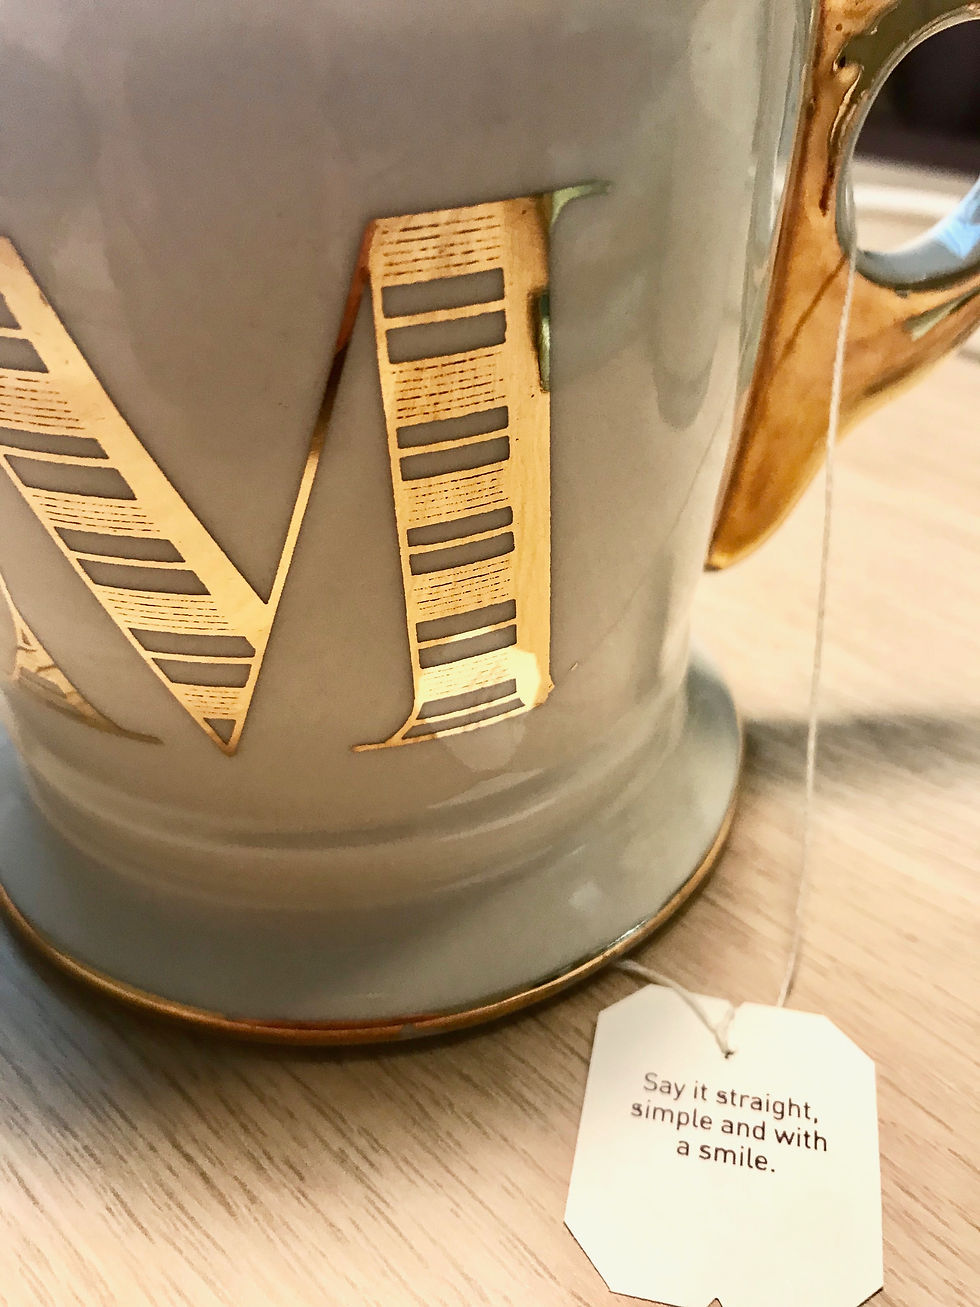 M
Say it straight,
simple and with
a smile.